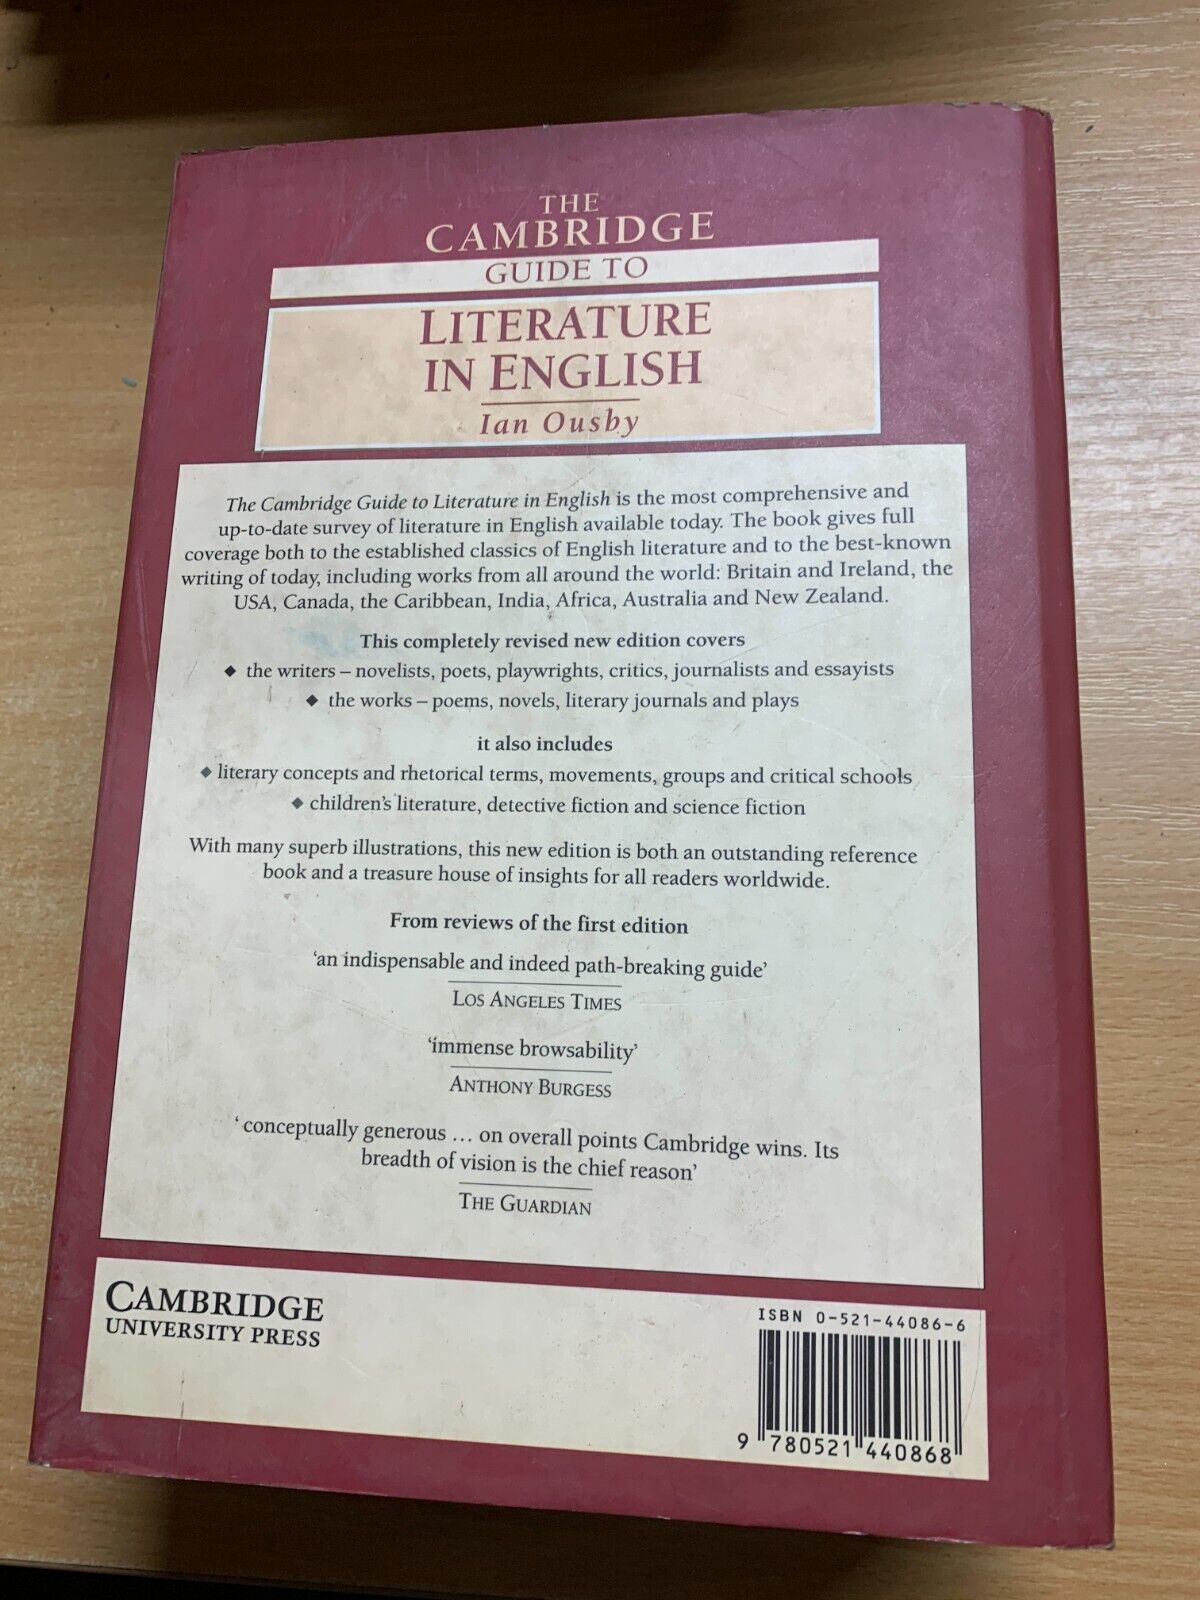 THE
CAMBRIDGE
GUIDE TO
LITERATURE
IN ENGLISH
Ian Ousby
The Cambridge Guide to Literature in English is the most comprehensive and
up-to-date survey of literature in English available today. The book gives full
coverage both to the established classics of English literature and to the best-known
writing of today, including works from all around the world: Britain and Ireland, the
USA, Canada, the Caribbean, India, Africa, Australia and New Zealand.
This completely revised new edition covers
◆ the writers – novelists, poets, playwrights, critics, journalists and essayists
◆ the works – poems, novels, literary journals and plays
it also includes
◆ literary concepts and rhetorical terms, movements, groups and critical schools
◆ children's literature, detective fiction and science fiction
With many superb illustrations, this new edition is both an outstanding reference
book and a treasure house of insights for all readers worldwide.
From reviews of the first edition
'an indispensable and indeed path-breaking guide'
LOS ANGELES TIMES
'immense browsability'
ANTHONY BURGESS
' conceptually generous … on overall points Cambridge wins. Its
breadth of vision is the chief reason'
THE GUARDIAN
CAMBRIDGE
UNIVERSITY PRESS
ISBN 0-521-44086-6
9 780521 440868